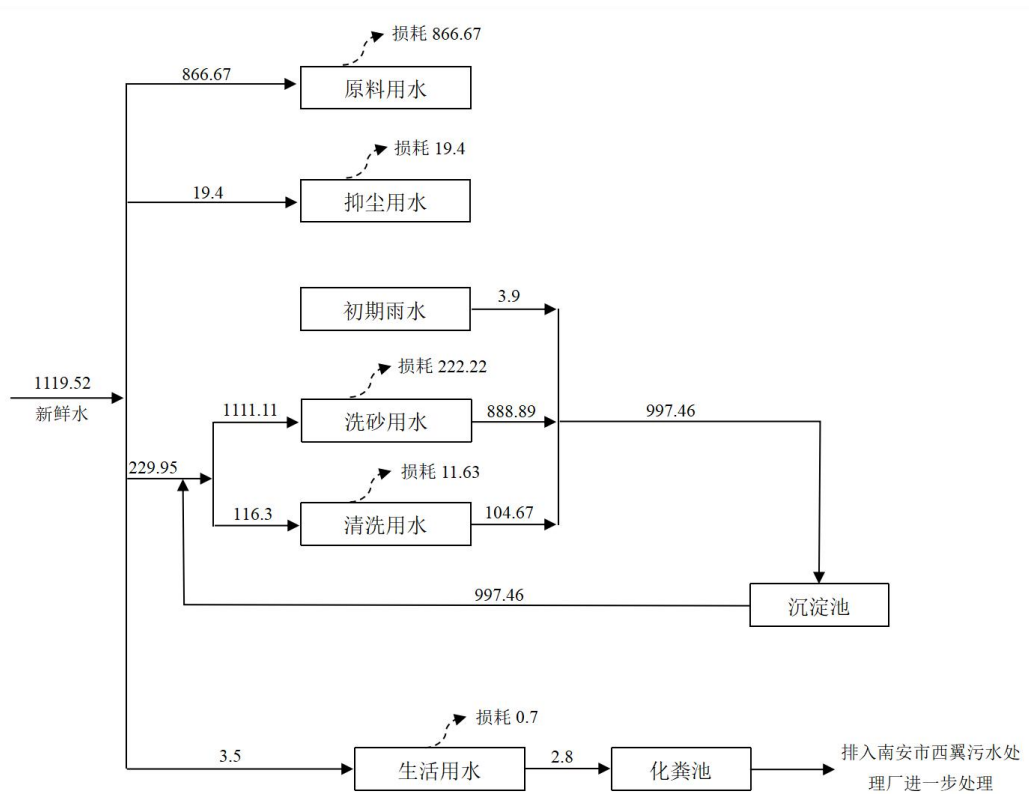 损耗 866.67
866.67
原料用水
损耗 19.4
19.4
抑尘用水
初期雨水
3.9
1119.52
新鲜水
损耗 222.22
1111.11
洗砂用水
888.89
997.46
229.95
损耗 11.63
116.3
清洗用水
104.67
997.46
沉淀池
损耗 0.7
3.5
生活用水
2.8
化粪池
排入南安市西翼污水处
理厂进一步处理